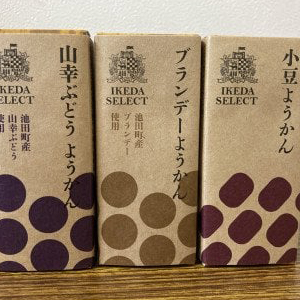 IKEDA
SELECT
山幸ぶどう ようかん
池田町産
山幸ぶどう
使用
IKEDA
SELECT
ブランデーようかん
池田町産
ブランデー
使用
IKEDA
SELECT
小豆ようかん